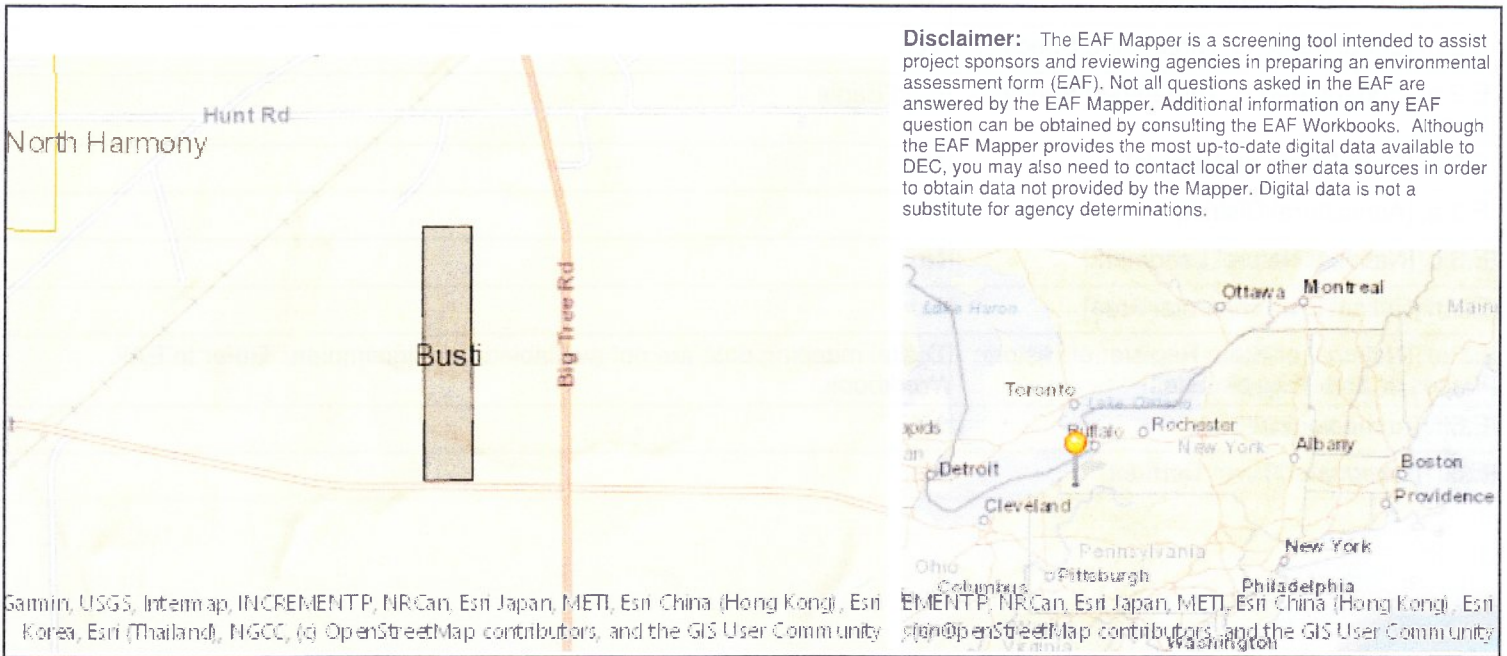 Disclaimer: The EAF Mapper is a screening tool intended to assist
project sponsors and reviewing agencies in preparing an environmental
assessment form (EAF). Not all questions asked in the EAF are
answered by the EAF Mapper. Additional information on any EAF
question can be obtained by consulting the EAF Workbooks. Although
the EAF Mapper provides the most up-to-date digital data available to
DEC, you may also need to contact local or other data sources in order
to obtain data not provided by the Mapper. Digital data is not a
substitute for agency determinations.
Hunt Rd
North Harmony
Busti
Big Tree Rd
Garmin, USGS, Intermap, INCREMENT P, NRCan, Esri Japan, METI, Esri China (Hong Kong), Esri
Korea, Esri (Thailand), NGCC, (c) OpenStreetMap contributors, and the GIS User Community
Ottawa
Montreal
Lake Huron
Toronto
Lake Ontario
Buffalo
Rochester
New York
Albany
Detroit
Boston
Cleveland
Providence
Pennsylvania
New York
Ohio
Pittsburgh
Columbus
Philadelphia
EMENT P, NRCan, Esri Japan, METI, Esri China (Hong Kong), Esri
OpenStreetMap contributors, and the GIS User Community
Washington